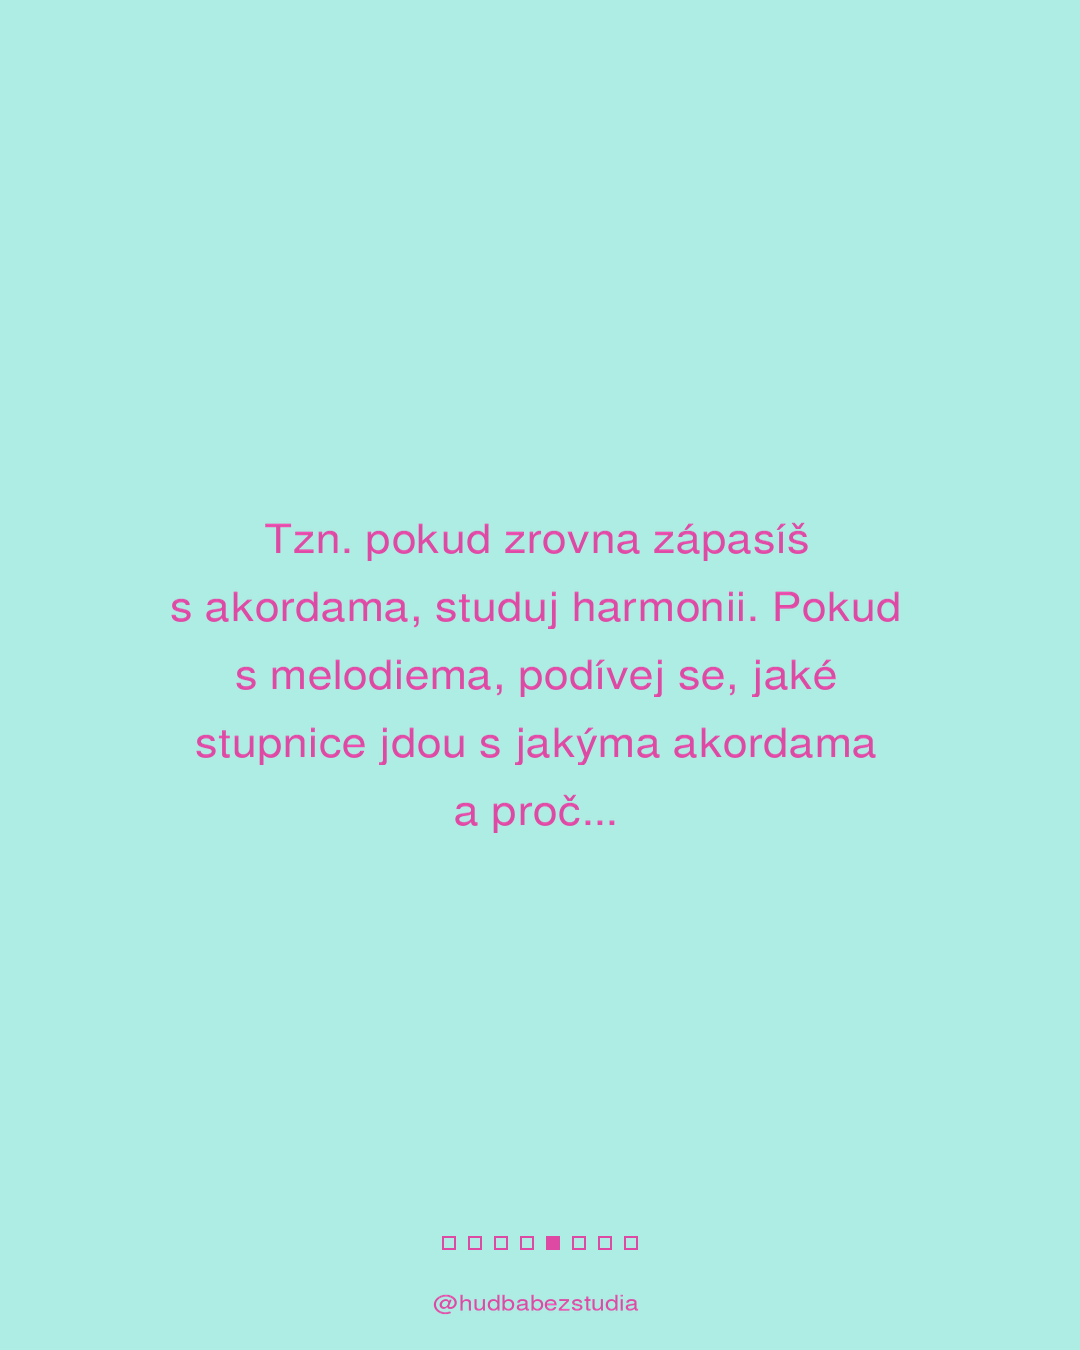 Tzn. pokud zrovna zápasíš
s akordama, studuj harmonii. Pokud
s melodiema, podívej se, jaké
stupnice jdou s jakýma akordama
a proč...
@hudbabezstudia